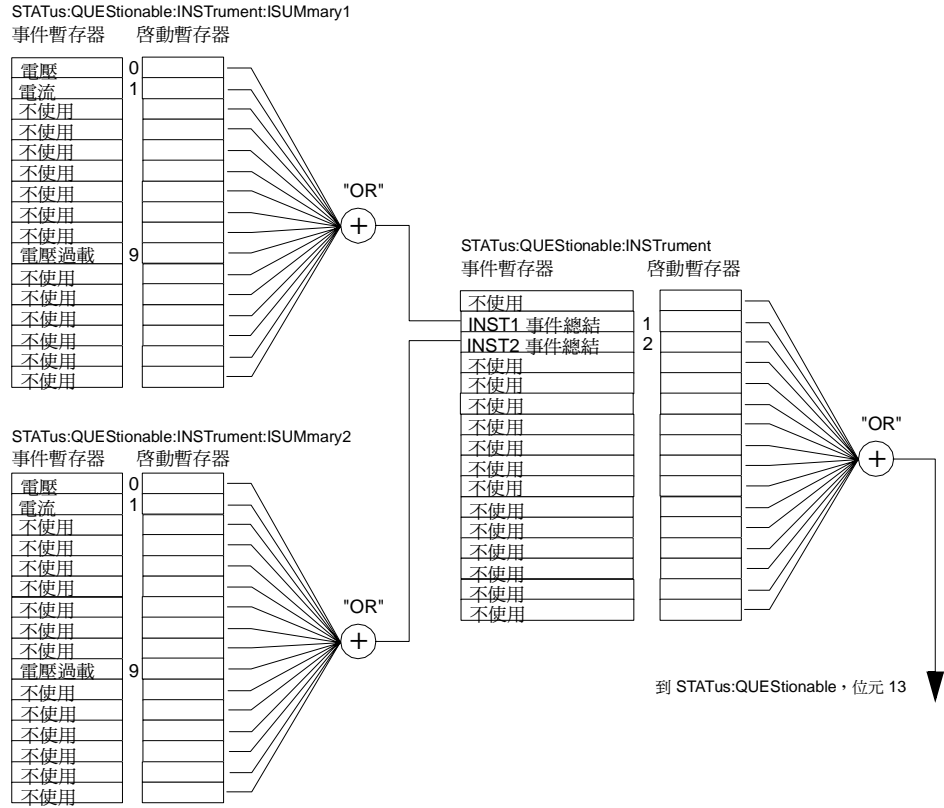 STATus:QUEStionable:INSTrument:ISUMmary1
事件暫存器 啓動暫存器
電壓 0
電流 1
不使用
不使用
不使用
不使用
不使用
不使用
不使用
電壓過載 9
不使用
不使用
不使用
不使用
不使用
不使用
"OR"
+
STATus:QUEStionable:INSTrument:ISUMmary2
事件暫存器 啓動暫存器
電壓 0
電流 1
不使用
不使用
不使用
不使用
不使用
不使用
不使用
電壓過載 9
不使用
不使用
不使用
不使用
不使用
不使用
"OR"
+
STATus:QUEStionable:INSTrument
事件暫存器 啓動暫存器
不使用
INST1 事件總結 1
INST2 事件總結 2
不使用
不使用
不使用
不使用
不使用
不使用
不使用
不使用
不使用
不使用
不使用
不使用
不使用
"OR"
+
到 STATus:QUEStionable，位元 13